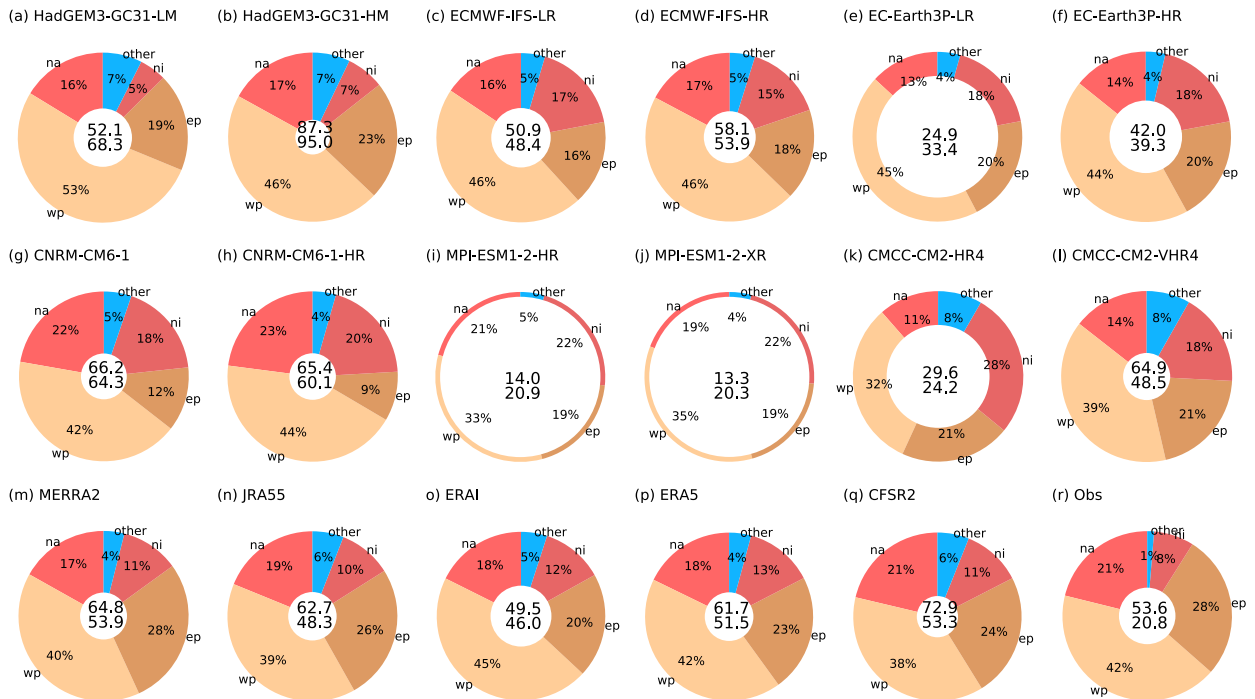 (a) HadGEM3-GC31-LM
other
na
ni
7%
16%
5%
19%
ep
52.1
68.3
53%
wp
(b) HadGEM3-GC31-HM
other
na
ni
7%
17%
7%
23%
ep
87.3
95.0
46%
wp
(c) ECMWF-IFS-LR
other
na
ni
5%
16%
17%
50.9
48.4
16%
ep
46%
wp
(d) ECMWF-IFS-HR
other
na
ni
5%
17%
15%
58.1
53.9
18%
ep
46%
wp
(e) EC-Earth3P-LR
other
na
ni
4%
13%
18%
24.9
33.4
20%
ep
45%
wp
(f) EC-Earth3P-HR
other
na
ni
4%
14%
18%
42.0
39.3
20%
ep
44%
wp
(g) CNRM-CM6-1
other
na
ni
5%
22%
18%
66.2
64.3
12%
ep
42%
wp
(h) CNRM-CM6-1-HR
other
na
ni
4%
23%
20%
65.4
60.1
9%
ep
44%
wp
(i) MPI-ESM1-2-HR
other
na
ni
5%
21%
22%
14.0
20.9
19%
ep
33%
wp
(j) MPI-ESM1-2-XR
other
na
ni
4%
19%
22%
13.3
20.3
19%
ep
35%
wp
(k) CMCC-CM2-HR4
other
na
ni
8%
11%
28%
29.6
24.2
32%
wp
21%
ep
(l) CMCC-CM2-VHR4
other
na
ni
8%
14%
18%
64.9
48.5
21%
ep
39%
wp
(m) MERRA2
other
na
ni
4%
17%
11%
64.8
53.9
28%
ep
40%
wp
(n) JRA55
other
na
ni
6%
19%
10%
62.7
48.3
26%
ep
39%
wp
(o) ERAI
other
na
ni
5%
18%
12%
49.5
46.0
20%
ep
45%
wp
(p) ERA5
other
na
ni
4%
18%
13%
61.7
51.5
23%
ep
42%
wp
(q) CFSR2
other
na
ni
6%
21%
11%
72.9
53.3
24%
ep
38%
wp
(r) Obs
other
na
ni
1%
8%
21%
28%
ep
53.6
20.8
42%
wp